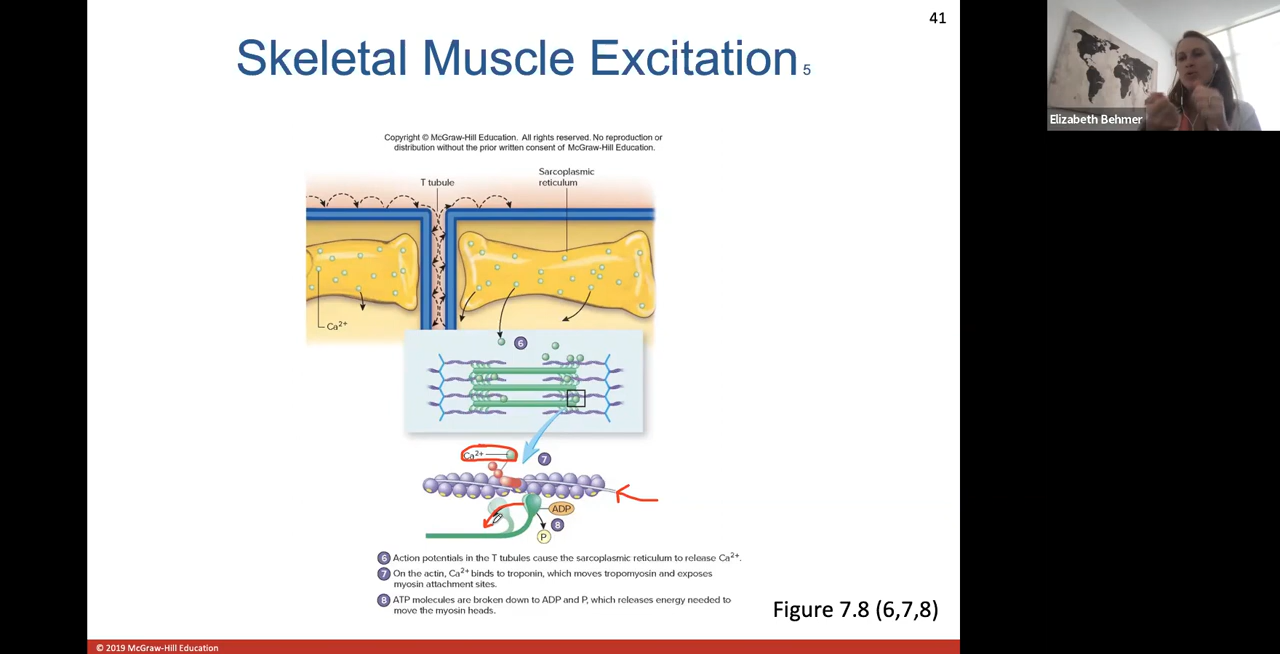 41
Skeletal Muscle Excitation 5
Elizabeth Behmer
Copyright © McGraw-Hill Education. All rights reserved. No reproduction or
distribution without the prior written consent of McGraw-Hill Education.
T tubule
Sarcoplasmic
reticulum
Ca2+
6
Ca2+
7
ADP
8
P
6 Action potentials in the T tubules cause the sarcoplasmic reticulum to release Ca2+.
7 On the actin, Ca2+ binds to troponin, which moves tropomyosin and exposes
myosin attachment sites.
8 ATP molecules are broken down to ADP and P, which releases energy needed to
move the myosin heads.
Figure 7.8 (6,7,8)
© 2019 McGraw-Hill Education